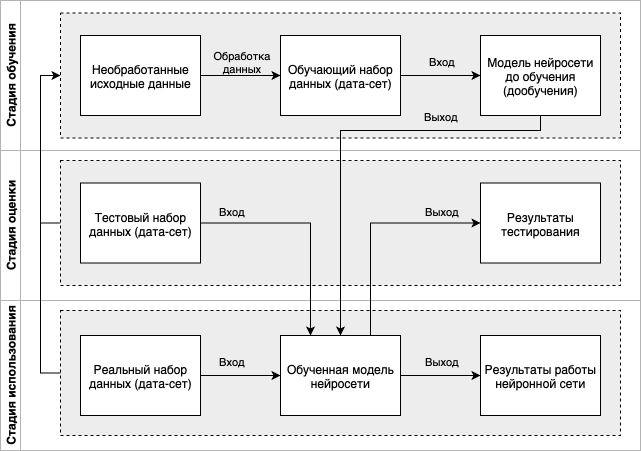 Стадия обучения
Необработанные
исходные данные
Обработка
данных
Обучающий набор
данных (дата-сет)
Вход
Модель нейросети
до обучения
(дообучения)
Выход
Стадия оценки
Тестовый набор
данных (дата-сет)
Вход
Выход
Результаты
тестирования
Стадия использования
Реальный набор
данных (дата-сет)
Вход
Обученная модель
нейросети
Выход
Результаты работы
нейронной сети